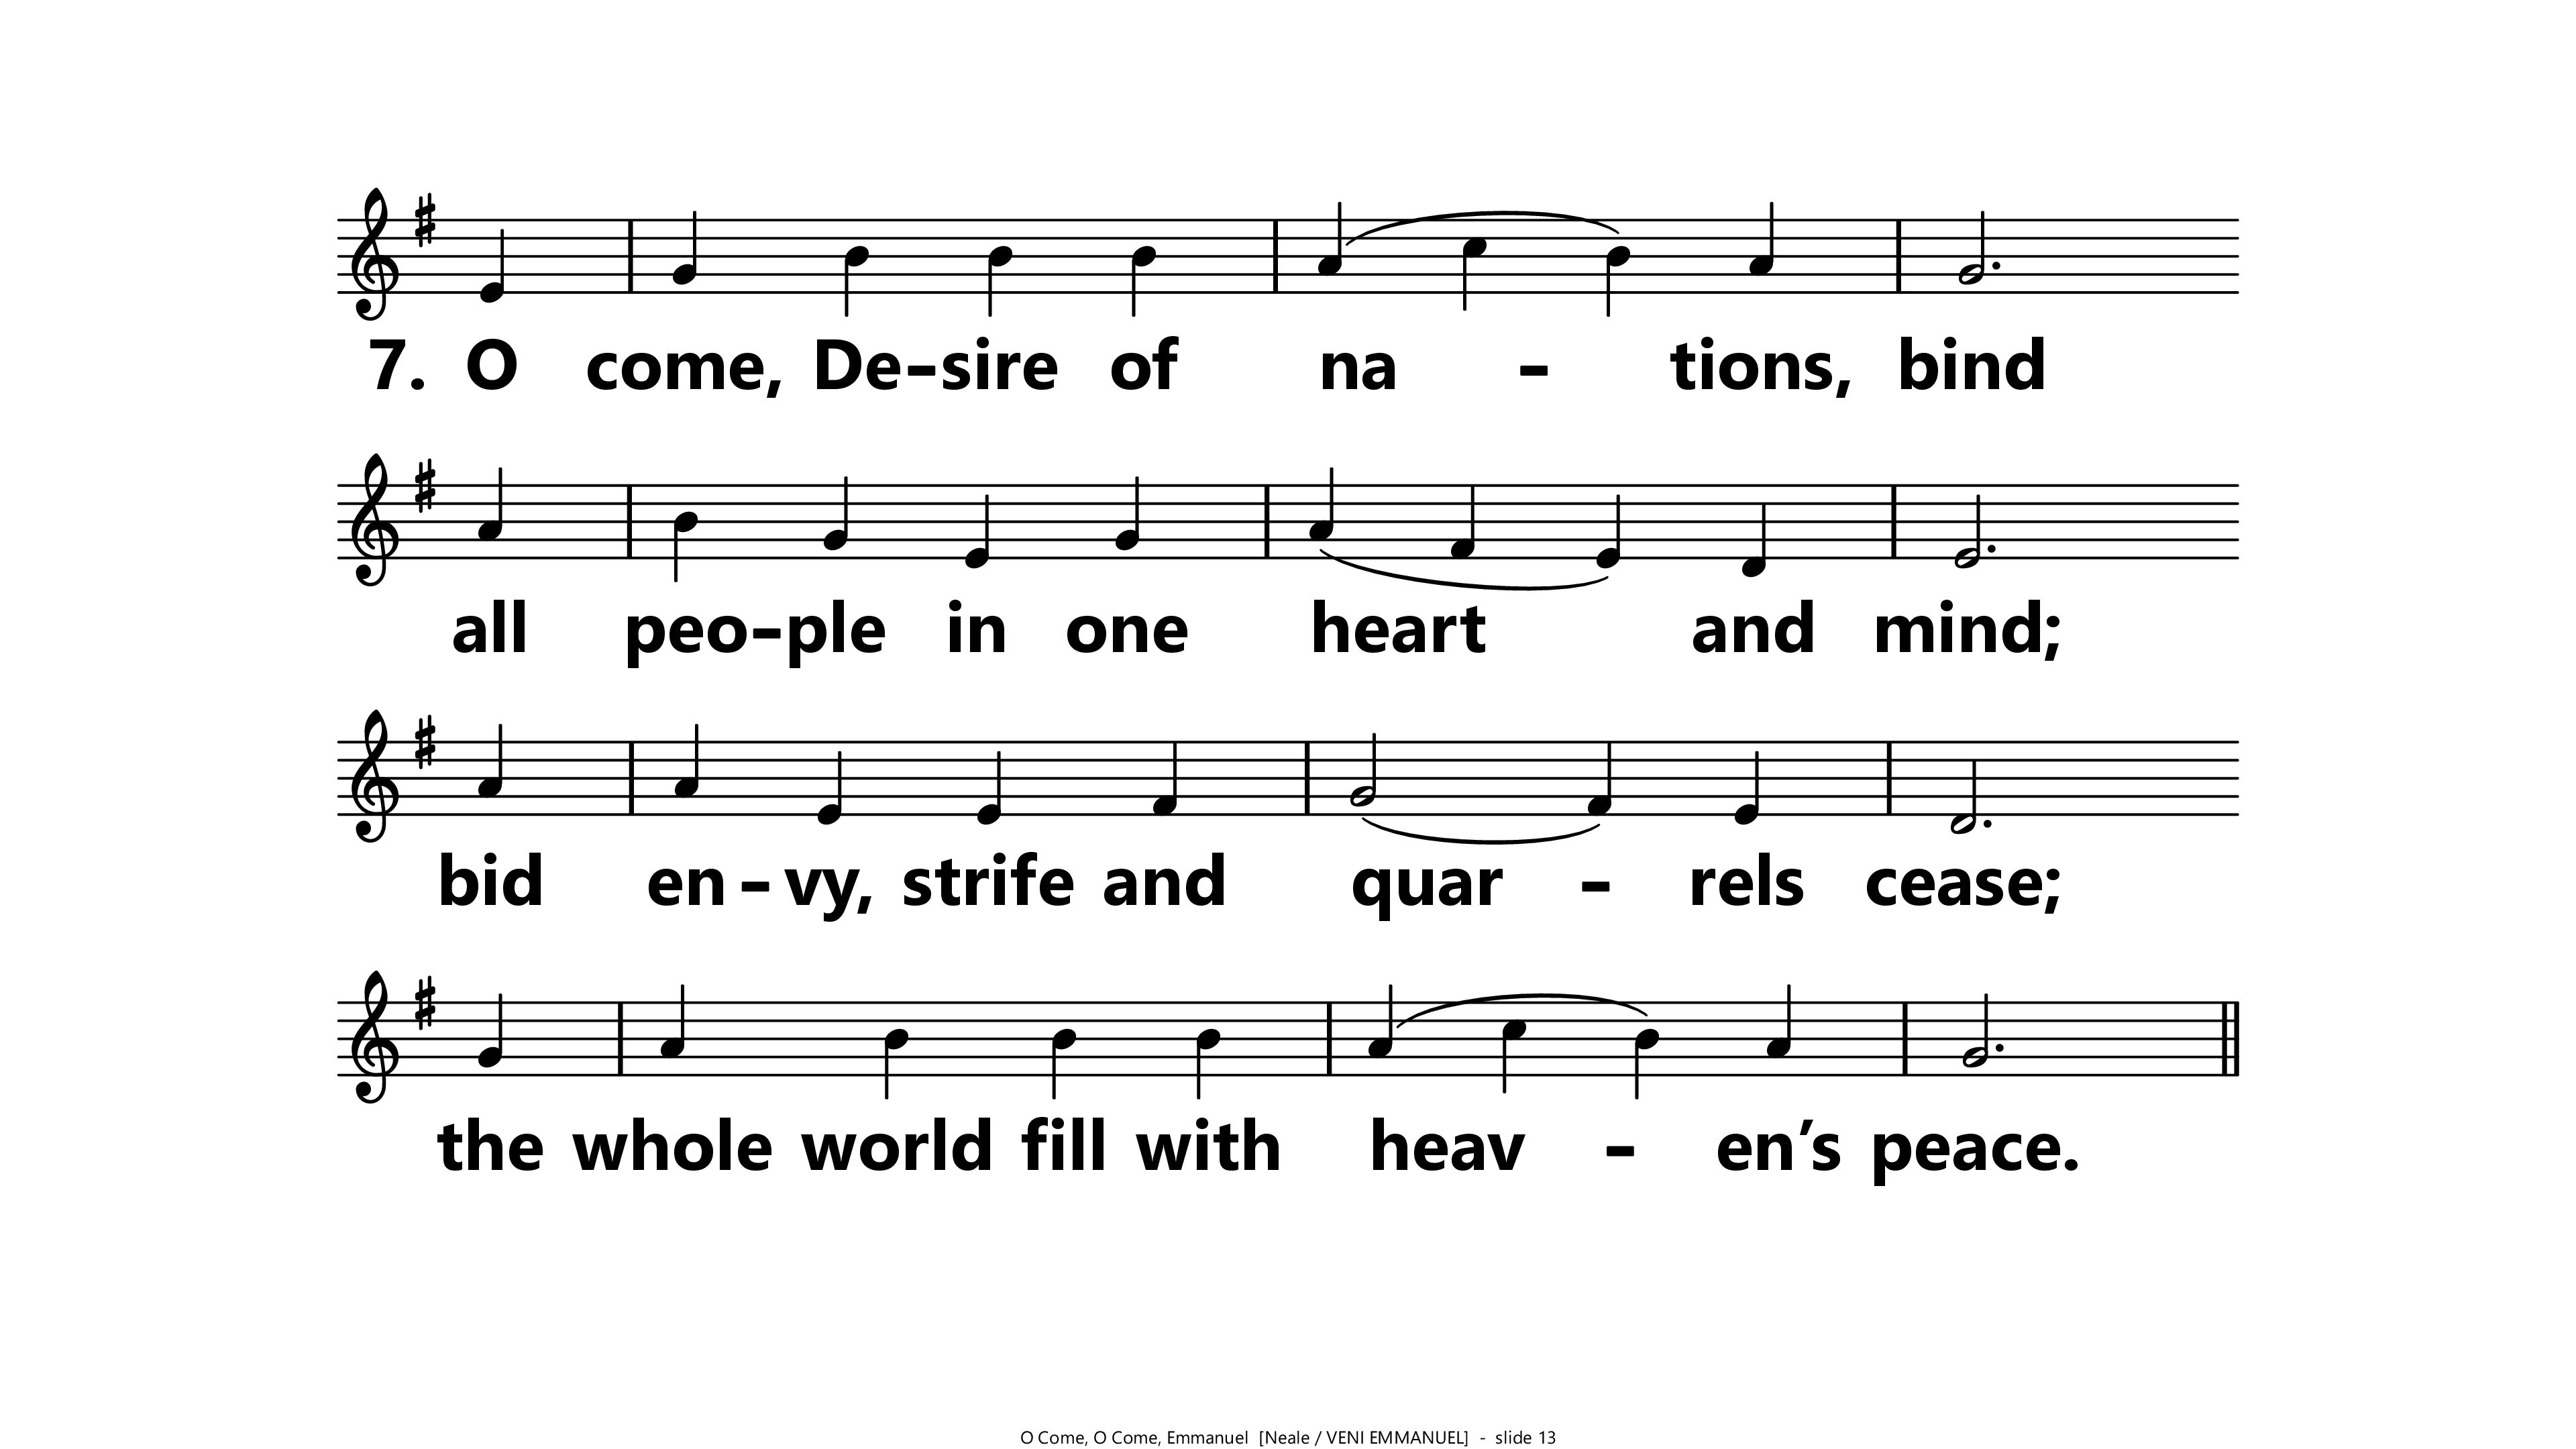 7. O come, De-sire of na - tions, bind
all peo-ple in one heart and mind;
bid en-vy, strife and quar - rels cease;
the whole world fill with heav - en’s peace.
O Come, O Come, Emmanuel [Neale / VENI EMMANUEL] - slide 13